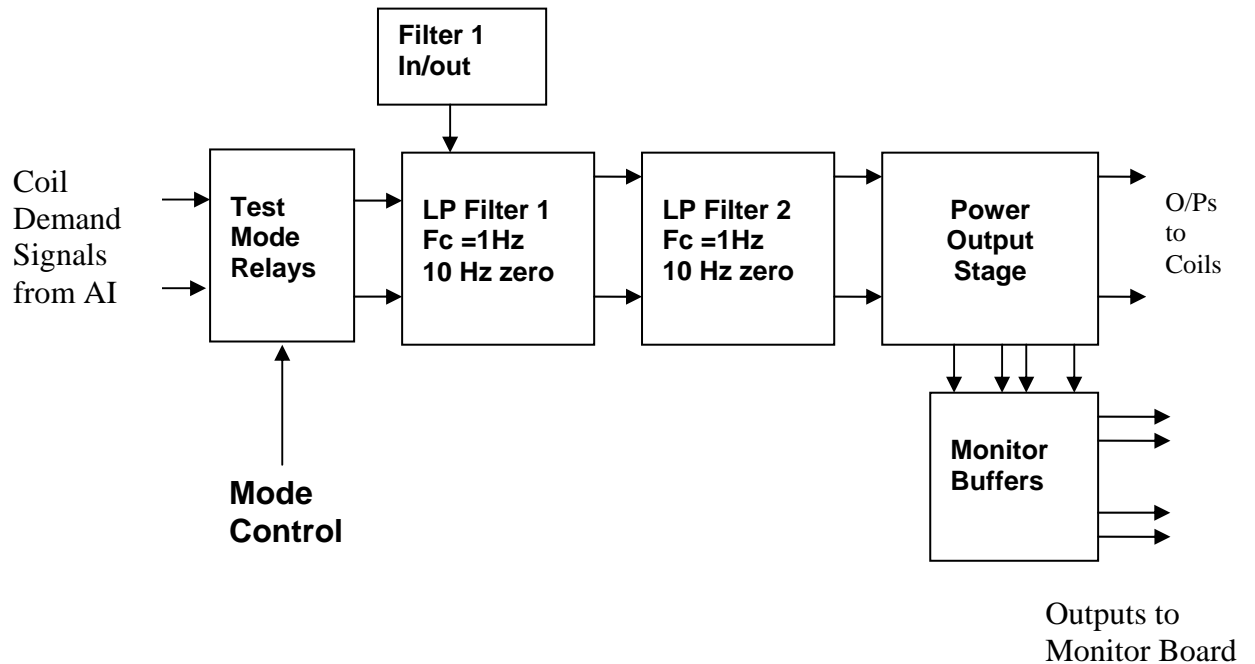 Filter 1
In/out
Coil
Demand
Signals
from AI
Test
Mode
Relays
LP Filter 1
Fc =1Hz
10 Hz zero
LP Filter 2
Fc =1Hz
10 Hz zero
Power
Output
Stage
O/Ps
to
Coils
Mode
Control
Monitor
Buffers
Outputs to
Monitor Board